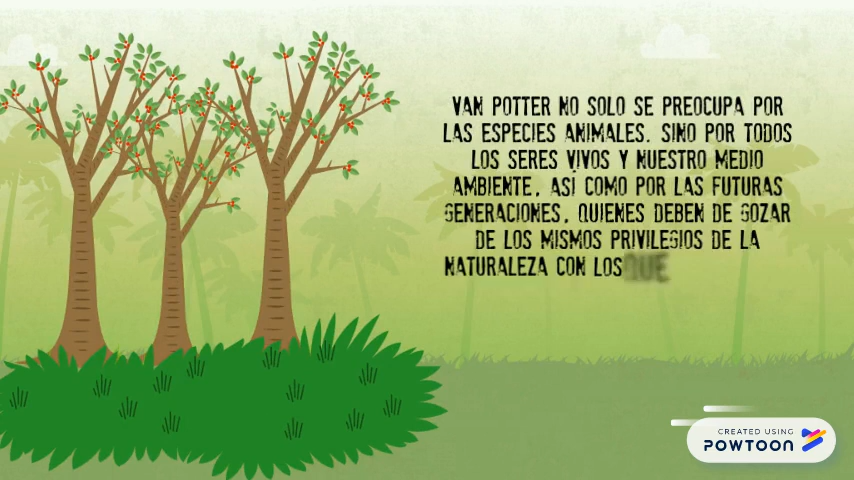 VAN POTTER NO SOLO SE PREOCUPA POR
LAS ESPECIES ANIMALES. SINO POR TODOS
LOS SERES VIVOS Y NUESTRO MEDIO
AMBIENTE, ASÍ COMO POR LAS FUTURAS
GENERACIONES, QUIENES DEBEN DE GOZAR
DE LOS MISMOS PRIVILEGIOS DE LA
NATURALEZA CON LOS QUE
CREATED USING
POWTOON